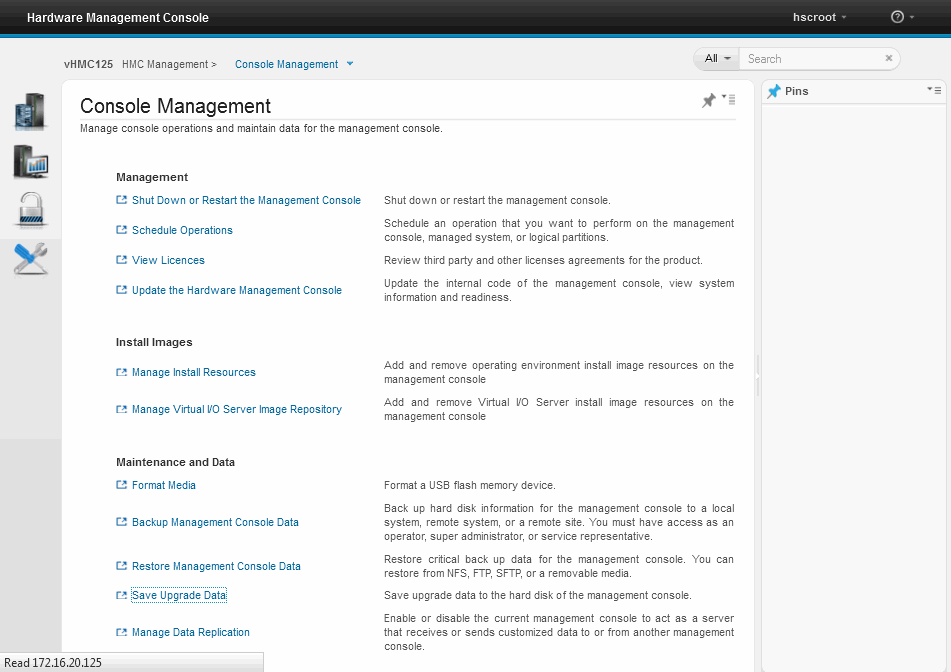 Hardware Management Console
hscroot
?
vHMC125 HMC Management > Console Management
All Search
Console Management
Manage console operations and maintain data for the management console.
Pins
Management
Shut Down or Restart the Management Console
Shut down or restart the management console.
Schedule Operations
Schedule an operation that you want to perform on the management
console, managed system, or logical partitions.
View Licences
Review third party and other licenses agreements for the product.
Update the Hardware Management Console
Update the internal code of the management console, view system
information and readiness.
Install Images
Manage Install Resources
Add and remove operating environment install image resources on the
management console
Manage Virtual I/O Server Image Repository
Add and remove Virtual I/O Server install image resources on the
management console
Maintenance and Data
Format Media
Format a USB flash memory device.
Backup Management Console Data
Back up hard disk information for the management console to a local
system, remote system, or a remote site. You must have access as an
operator, super administrator, or service representative.
Restore Management Console Data
Restore critical back up data for the management console. You can
restore from NFS, FTP, SFTP, or a removable media.
Save Upgrade Data
Save upgrade data to the hard disk of the management console.
Manage Data Replication
Enable or disable the current management console to act as a server
that receives or sends customized data to or from another management
console.
Read 172.16.20.125